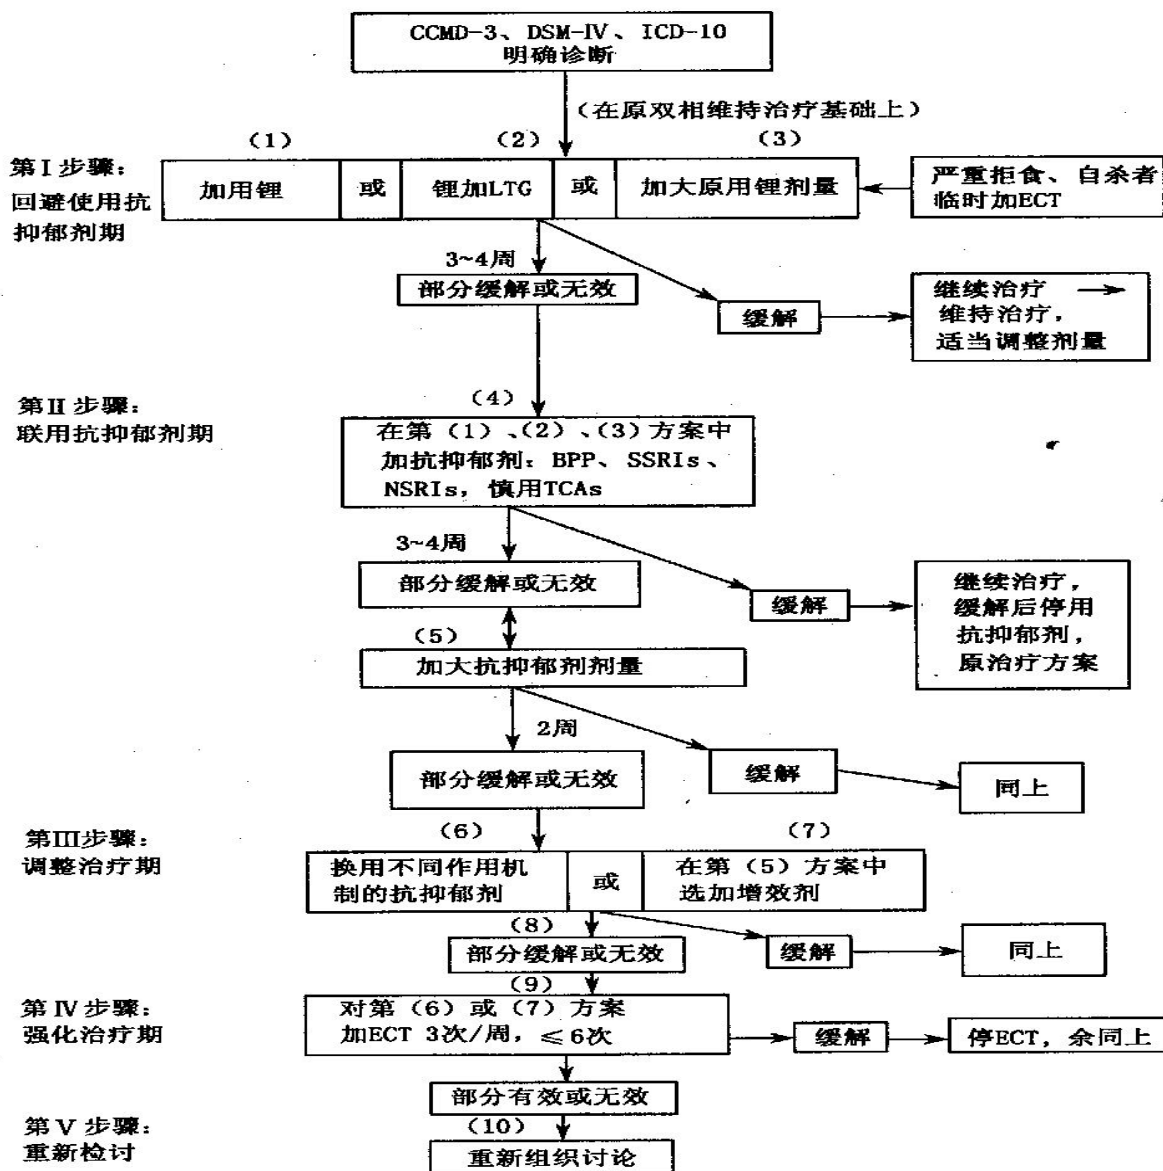 CCMD-3、DSM-IV、ICD-10
明确诊断
(在原双相维持治疗基础上)
(1)
(2)
(3)
第I步骤：
回避使用抗
抑郁剂期
加用锂
或
锂加LTG
或
加大原用锂剂量
严重拒食、自杀者
临时加ECT
3~4周
部分缓解或无效
缓解
继续治疗 →
维持治疗，
适当调整剂量
第II步骤：
联用抗抑郁剂期
(4)
在第（1）、（2）、（3）方案中
加抗抑郁剂：BPP、SSRIs、
NSRIs，慎用TCAs
3~4周
部分缓解或无效
缓解
继续治疗，
缓解后停用
抗抑郁剂，
原治疗方案
(5)
加大抗抑郁剂剂量
2周
部分缓解或无效
缓解
同上
第III步骤：
调整治疗期
(6)
(7)
换用不同作用机
制的抗抑郁剂
或
在第（5）方案中
选加增效剂
(8)
部分缓解或无效
缓解
同上
第IV步骤：
强化治疗期
(9)
对第（6）或（7）方案
加ECT 3次/周，≤6次
缓解
停ECT，余同上
部分有效或无效
第V步骤：
重新检讨
(10)
重新组织讨论